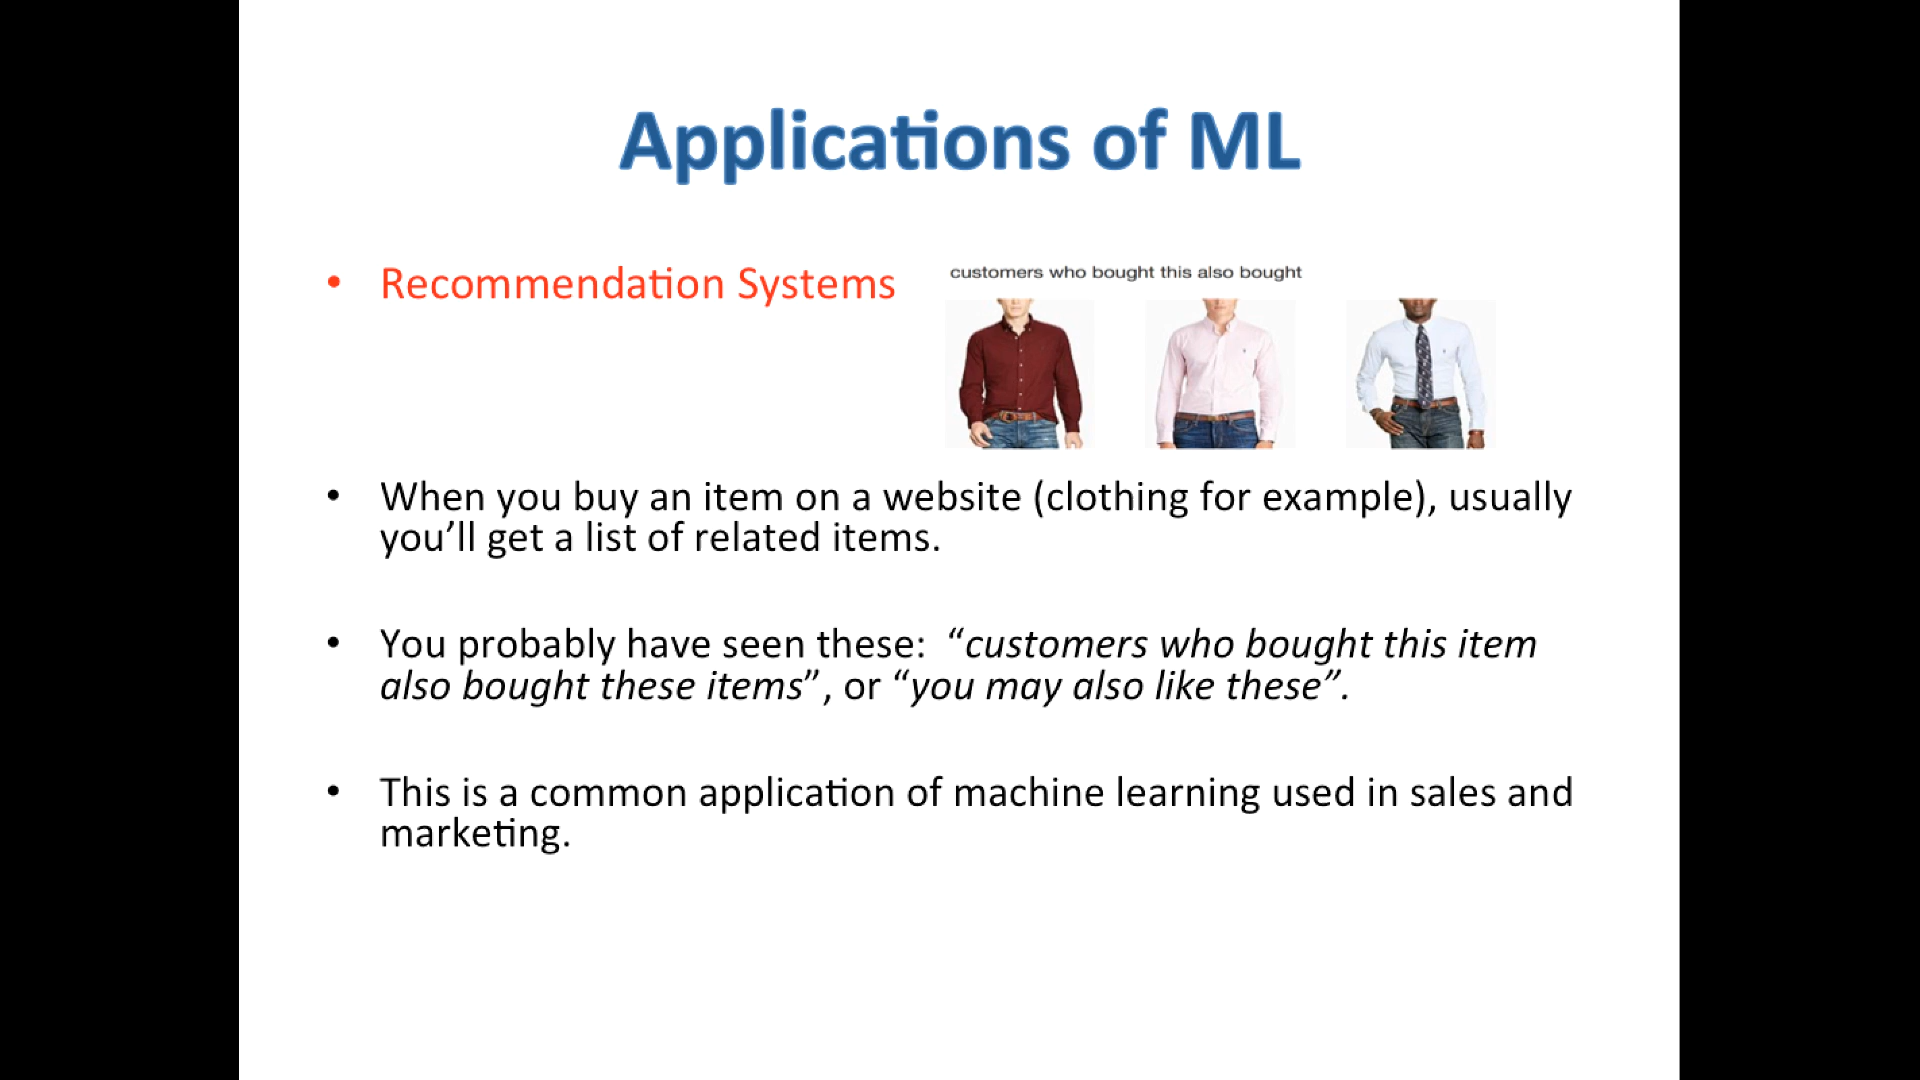 Applications of ML
• Recommendation Systems
customers who bought this also bought
• When you buy an item on a website (clothing for example), usually
you’ll get a list of related items.
• You probably have seen these:  “customers who bought this item
also bought these items”, or “you may also like these”.
• This is a common application of machine learning used in sales and
marketing.